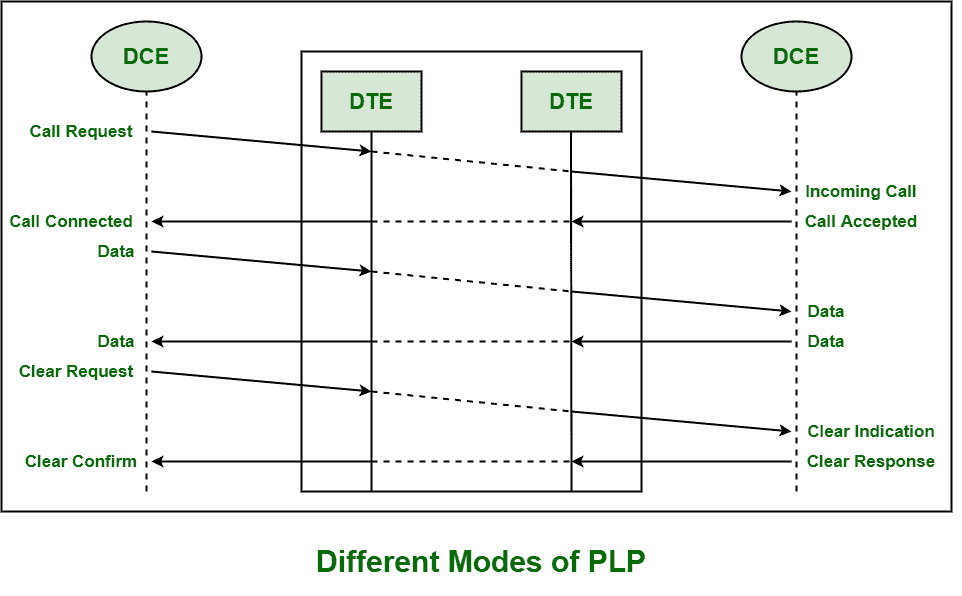 DCE
DCE
DTE
DTE
Call Request
Incoming Call
Call Connected
Call Accepted
Data
Data
Data
Data
Clear Request
Clear Indication
Clear Confirm
Clear Response
Different Modes of PLP